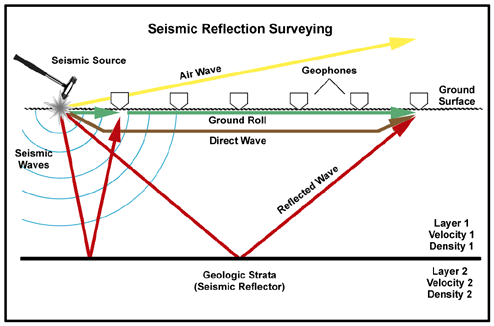 Seismic Reflection Surveying
Seismic Source
Air Wave
Geophones
Ground
Surface
Ground Roll
Direct Wave
Seismic
Waves
Reflected Wave
Layer 1
Velocity 1
Density 1
Geologic Strata
(Seismic Reflector)
Layer 2
Velocity 2
Density 2